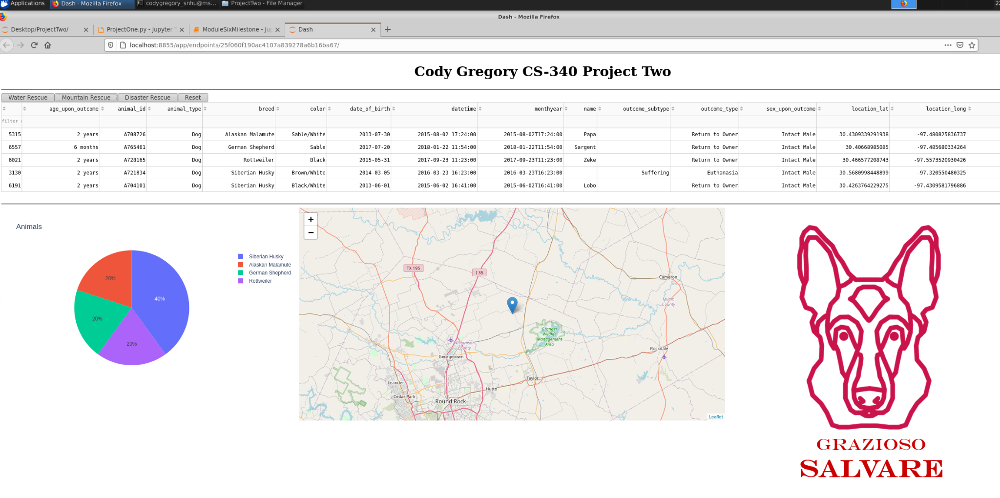 Applications Dash - Mozilla Firefox codygregory_snhu@ms... ProjectTwo - File Manager
Dash - Mozilla Firefox
Desktop/ProjectTwo/ ProjectOne.py - Jupyter ModuleSixMilestone - Dash
localhost:8855/app/endpoints/25f060f190ac4107a839278a6b16ba67/
Cody Gregory CS-340 Project Two
Water Rescue Mountain Rescue Disaster Rescue Reset
age_upon_outcome animal_id animal_type breed color date_of_birth datetime monthyear name outcome_subtype outcome_type sex_upon_outcome location_lat location_long
filter
5315 2 years A708726 Dog Alaskan Malamute Sable/White 2013-07-30 2015-08-02 17:24:00 2015-08-02T17:24:00 Papa Return to Owner Intact Male 30.4309339291938 -97.480825836737
6557 6 months A765461 Dog German Shepherd Sable 2017-07-20 2018-01-22 11:54:00 2018-01-22T11:54:00 Sargent Return to Owner Intact Male 30.40668985085 -97.485680334264
6021 2 years A728165 Dog Rottweiler Black 2015-05-31 2017-09-23 11:23:00 2017-09-23T11:23:00 Zeke Return to Owner Intact Male 30.466577208743 -97.5573520930426
3130 2 years A721834 Dog Siberian Husky Brown/White 2014-03-05 2016-03-23 16:23:00 2016-03-23T16:23:00 Suffering Euthanasia Intact Male 30.5680998448899 -97.320550480325
6191 2 years A704101 Dog Siberian Husky Black/White 2013-06-01 2015-06-02 16:41:00 2015-06-02T16:41:00 Lobo Return to Owner Intact Male 30.4263764229275 -97.4309581796886
Animals
Siberian Husky
Alaskan Malamute
German Shepherd
Rottweiler
20%
40%
20%
20%
+
−
TX 195
I 35
Cameron
Milam
County
Granger
Wildlife
Management
Area
Williamson
County
Georgetown
Rockdale
Taylor
Leander
Hutto
Cedar Park
Round Rock
Leaflet
GRAZIOSO
SALVARE